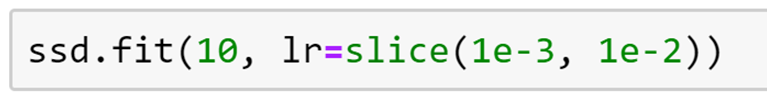 ssd.fit(10, lr=slice(1e-3, 1e-2))